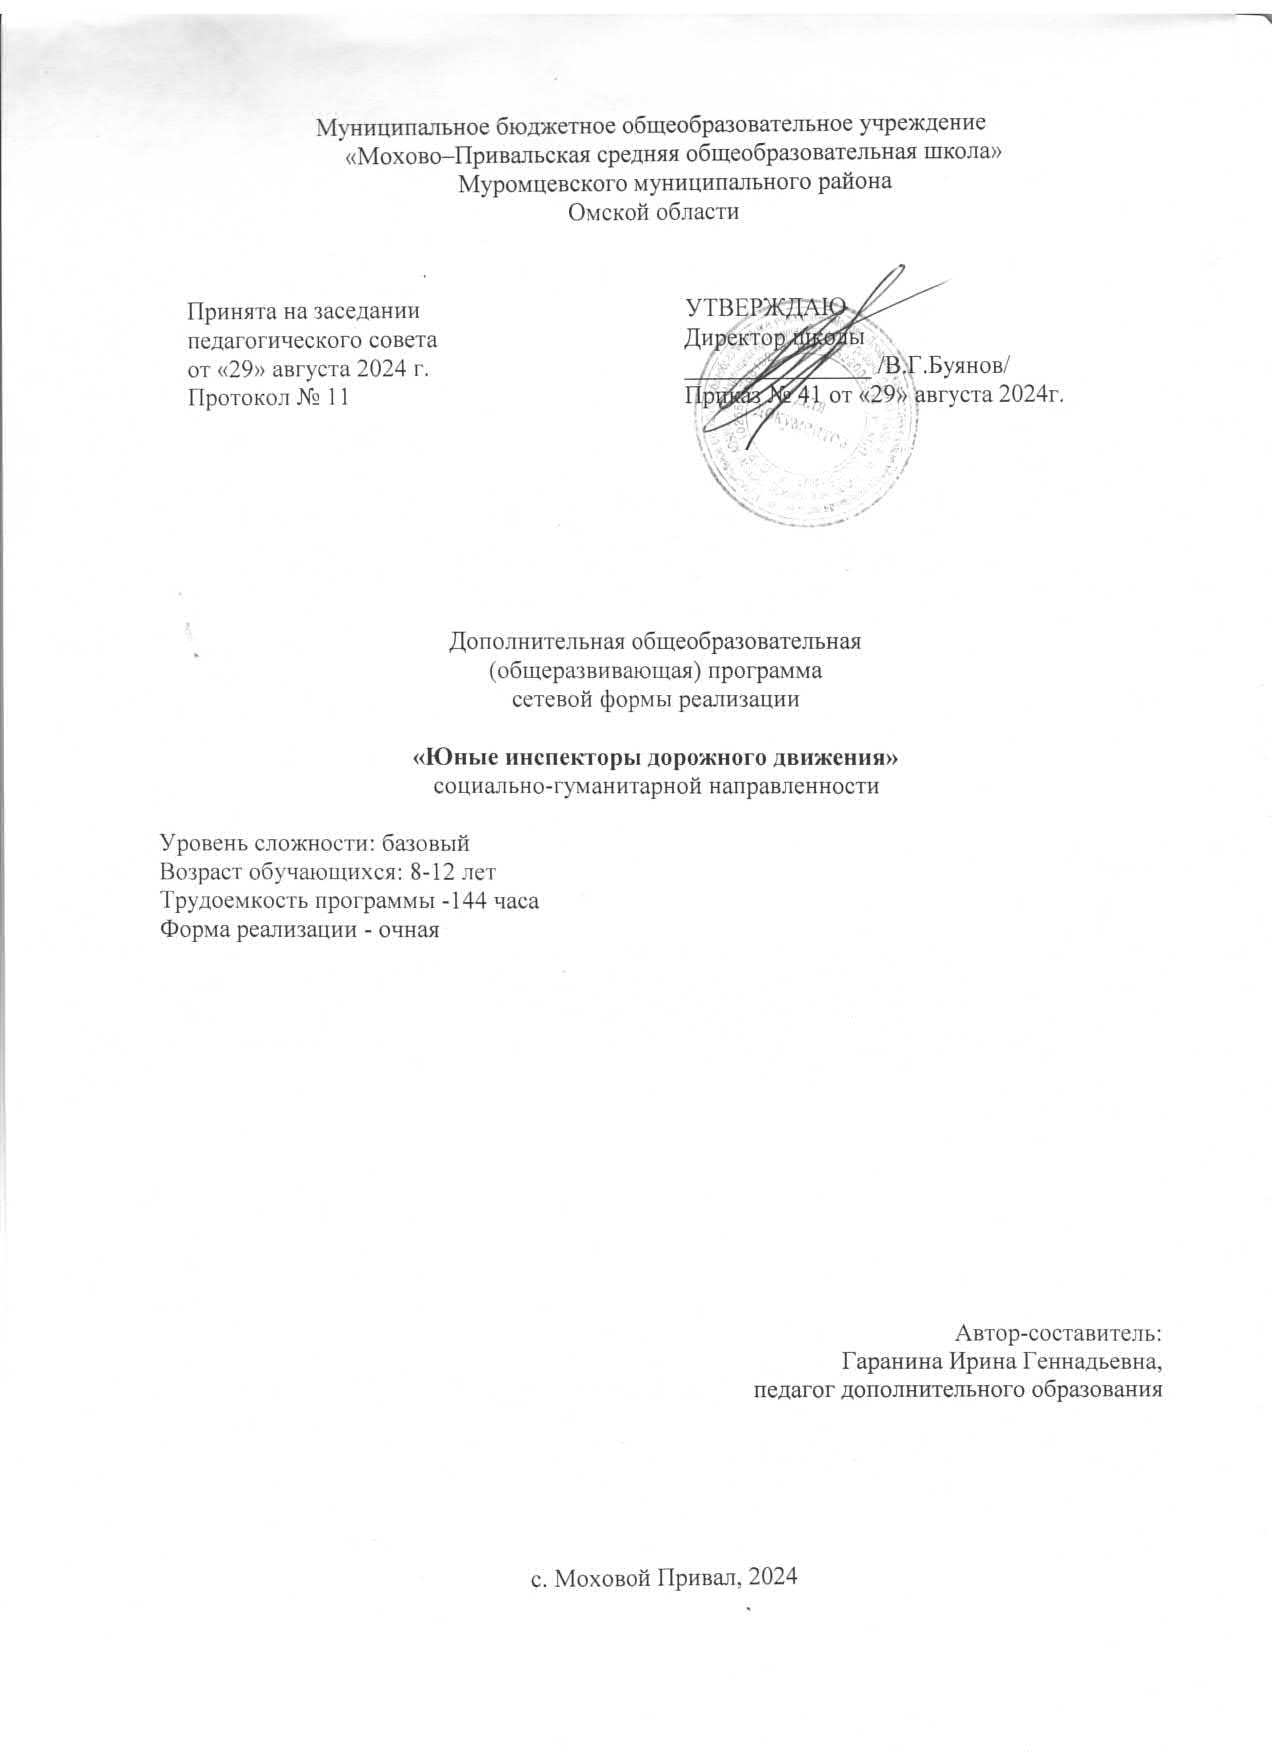 Муниципальное бюджетное общеобразовательное учреждение
«Мохово–Привальская средняя общеобразовательная школа»
Муромцевского муниципального района
Омской области
Принята на заседании
педагогического совета
от «29» августа 2024 г.
Протокол № 11
УТВЕРЖДАЮ
Директор школы
_______________ /В.Г.Буянов/
Приказ № 41 от «29» августа 2024г.
Дополнительная общеобразовательная
(общеразвивающая) программа
сетевой формы реализации
«Юные инспекторы дорожного движения»
социально-гуманитарной направленности
Уровень сложности: базовый
Возраст обучающихся: 8-12 лет
Трудоемкость программы -144 часа
Форма реализации - очная
Автор-составитель:
Гаранина Ирина Геннадьевна,
педагог дополнительного образования
с. Моховой Привал, 2024